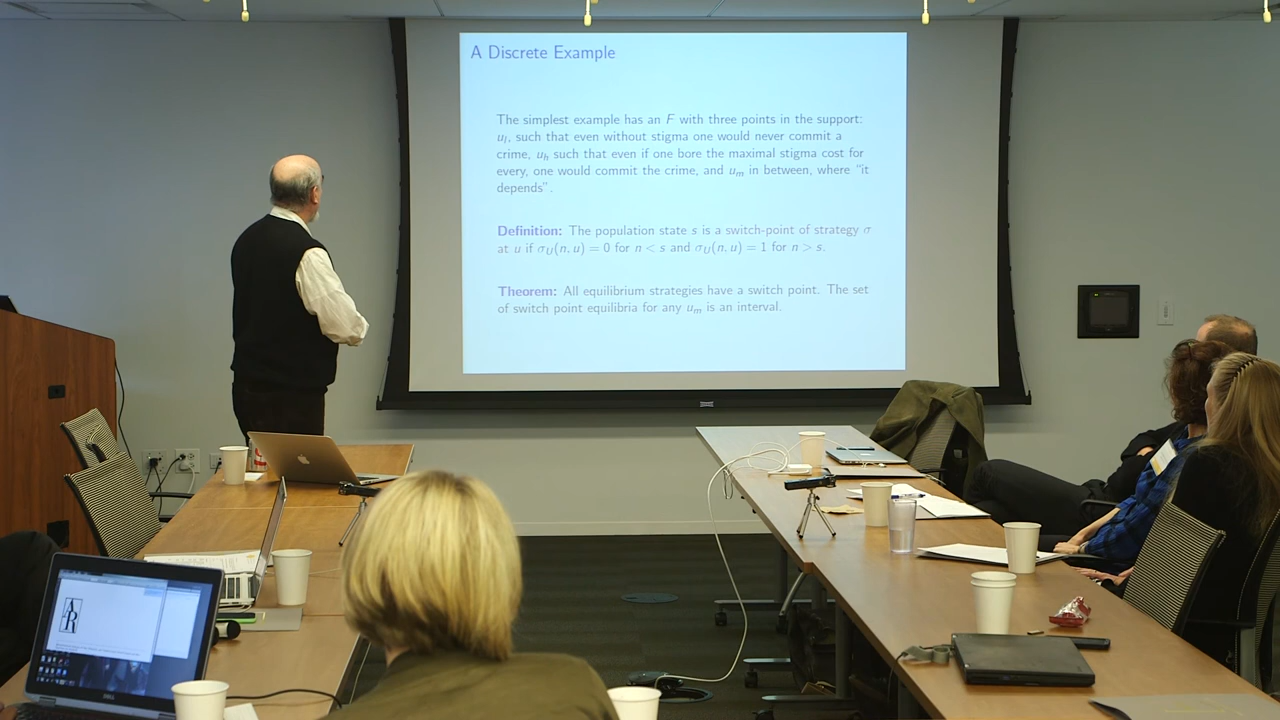 A Discrete Example
The simplest example has an F with three points in the support:
u_l, such that even without stigma one would never commit a
crime, u_h such that even if one bore the maximal stigma cost for
every, one would commit the crime, and u_m in between, where "it
depends".
Definition: The population state s is a switch-point of strategy σ
at u if σ_U(n, u) = 0 for n < s and σ_U(n, u) = 1 for n > s.
Theorem: All equilibrium strategies have a switch point. The set
of switch point equilibria for any u_m is an interval.
AR
DELL